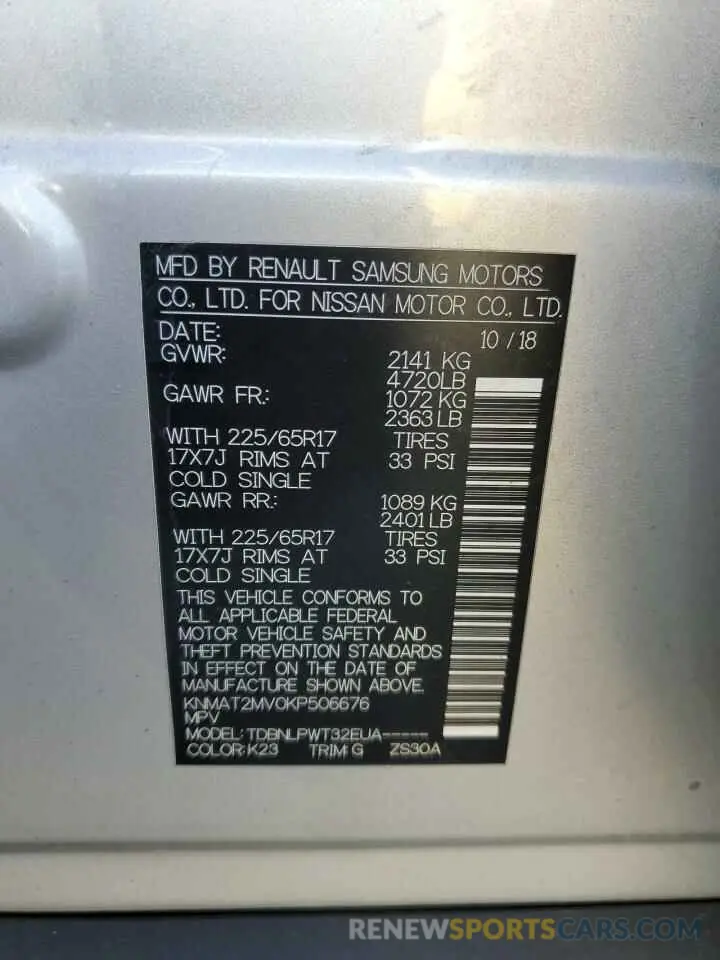 MFD BY RENAULT SAMSUNG MOTORS
CO., LTD. FOR NISSAN MOTOR CO., LTD.
DATE: 10 / 18
GVWR: 2141 KG
4720LB
GAWR FR.: 1072 KG
2363 LB
WITH 225/65R17 TIRES
17X7J RIMS AT 33 PSI
COLD SINGLE
GAWR RR.: 1089 KG
2401 LB
WITH 225/65R17 TIRES
17X7J RIMS AT 33 PSI
COLD SINGLE
THIS VEHICLE CONFORMS TO
ALL APPLICABLE FEDERAL
MOTOR VEHICLE SAFETY AND
THEFT PREVENTION STANDARDS
IN EFFECT ON THE DATE OF
MANUFACTURE SHOWN ABOVE.
KNMAT2MV0KP506676
MPV
MODEL: TDBNLPWT32EUA-----
COLOR: K23 TRIM: G ZS30A
RENEWSPORTSCARS.COM